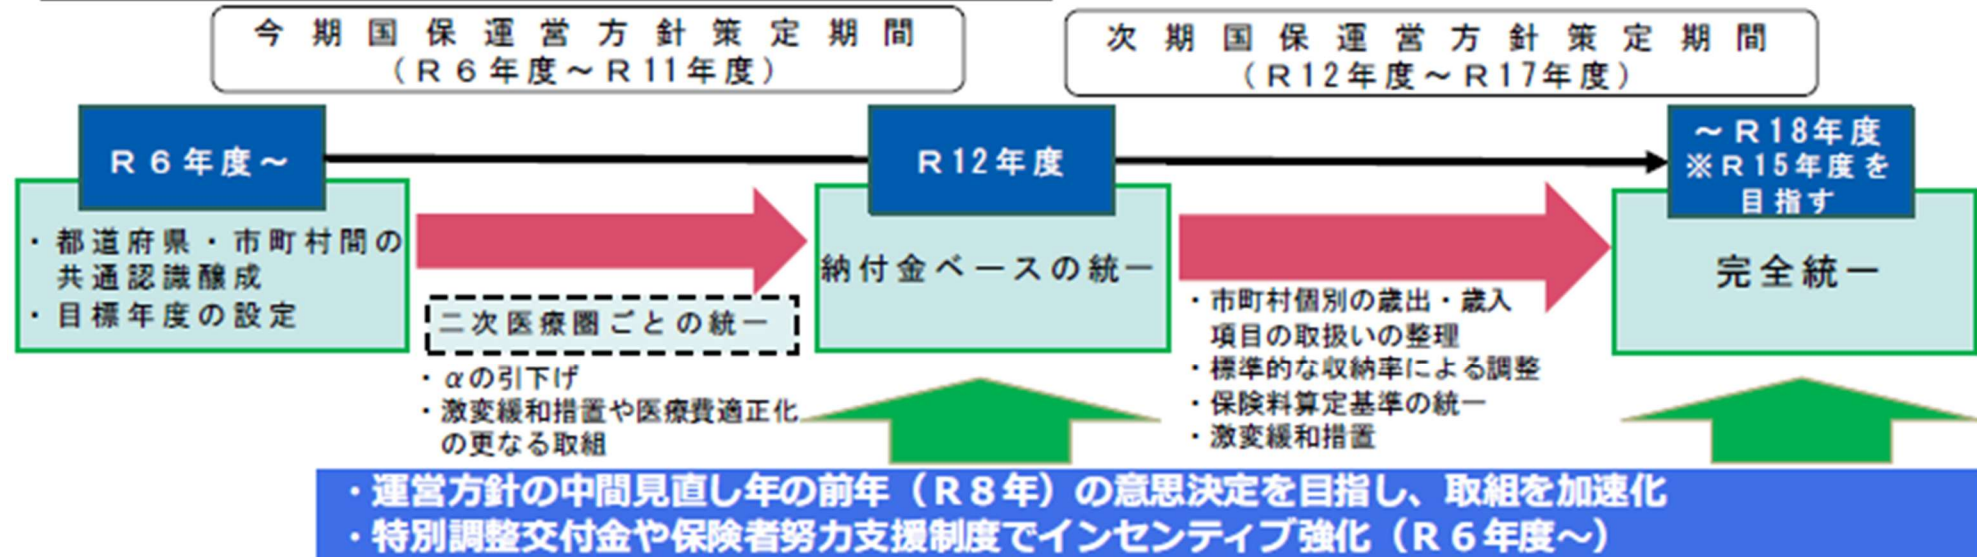 今期国保運営方針策定期間
（R６年度～R11年度）
次期国保運営方針策定期間
（R12年度～R17年度）
R６年度～
R12年度
～R18年度
※R15年度を
目指す
・都道府県・市町村間の
共通認識醸成
・目標年度の設定
二次医療圏ごとの統一
・αの引下げ
・激変緩和措置や医療費適正化
の更なる取組
納付金ベースの統一
・市町村個別の歳出・歳入
項目の取扱いの整理
・標準的な収納率による調整
・保険料算定基準の統一
・激変緩和措置
完全統一
・運営方針の中間見直し年の前年（R８年）の意思決定を目指し、取組を加速化
・特別調整交付金や保険者努力支援制度でインセンティブ強化（R６年度～）